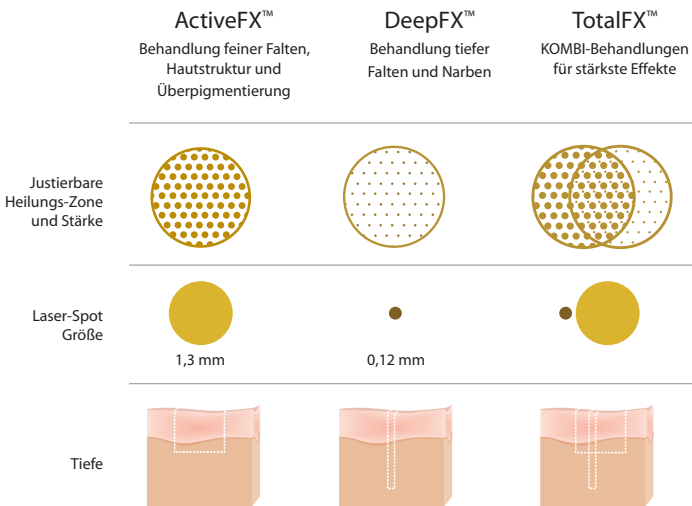 ActiveFX™
Behandlung feiner Falten,
Hautstruktur und
Überpigmentierung
DeepFX™
Behandlung tiefer
Falten und Narben
TotalFX™
KOMBI-Behandlungen
für stärkste Effekte
Justierbare
Heilungs-Zone
und Stärke
Laser-Spot
Größe
1,3 mm
0,12 mm
Tiefe